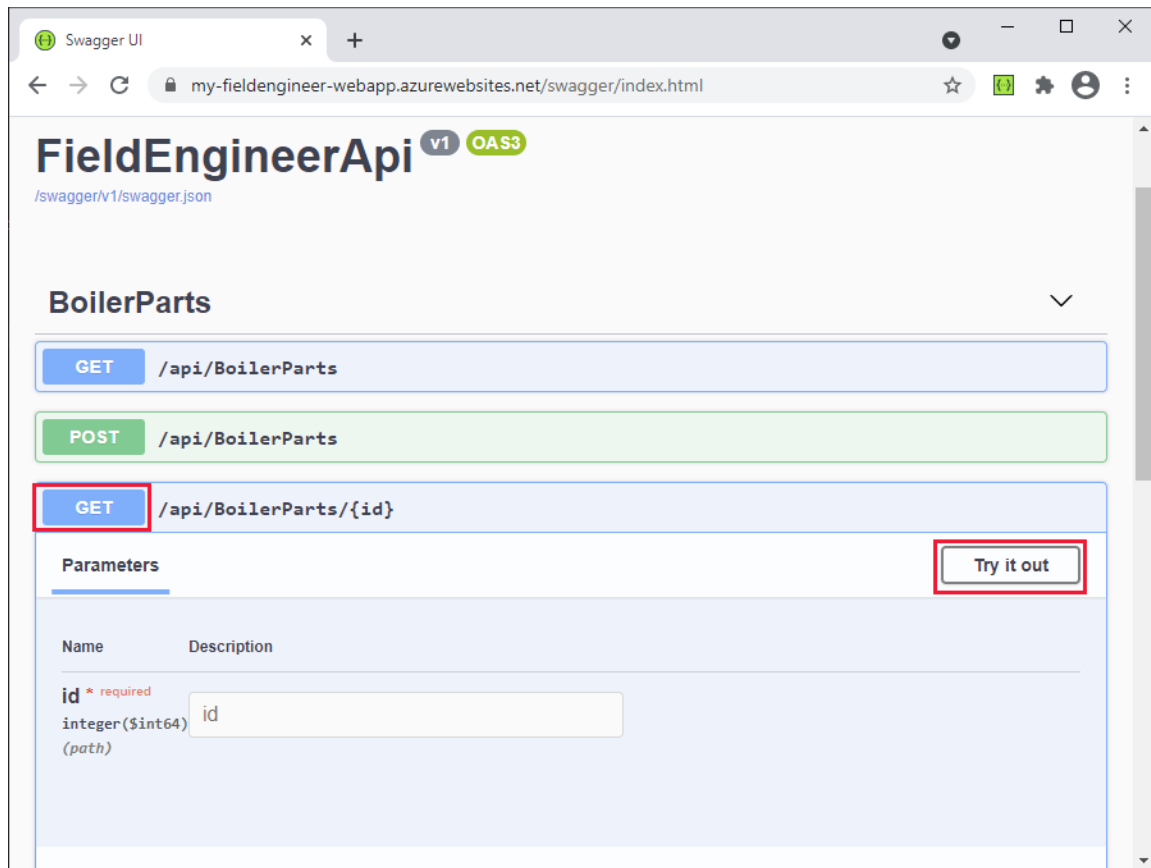 Swagger UI
my-fieldengineer-webapp.azurewebsites.net/swagger/index.html
FieldEngineerApi v1 OAS3
/swagger/v1/swagger.json
BoilerParts
GET /api/BoilerParts
POST /api/BoilerParts
GET /api/BoilerParts/{id}
Parameters Try it out
Name Description
id * required
integer($int64) id
(path)